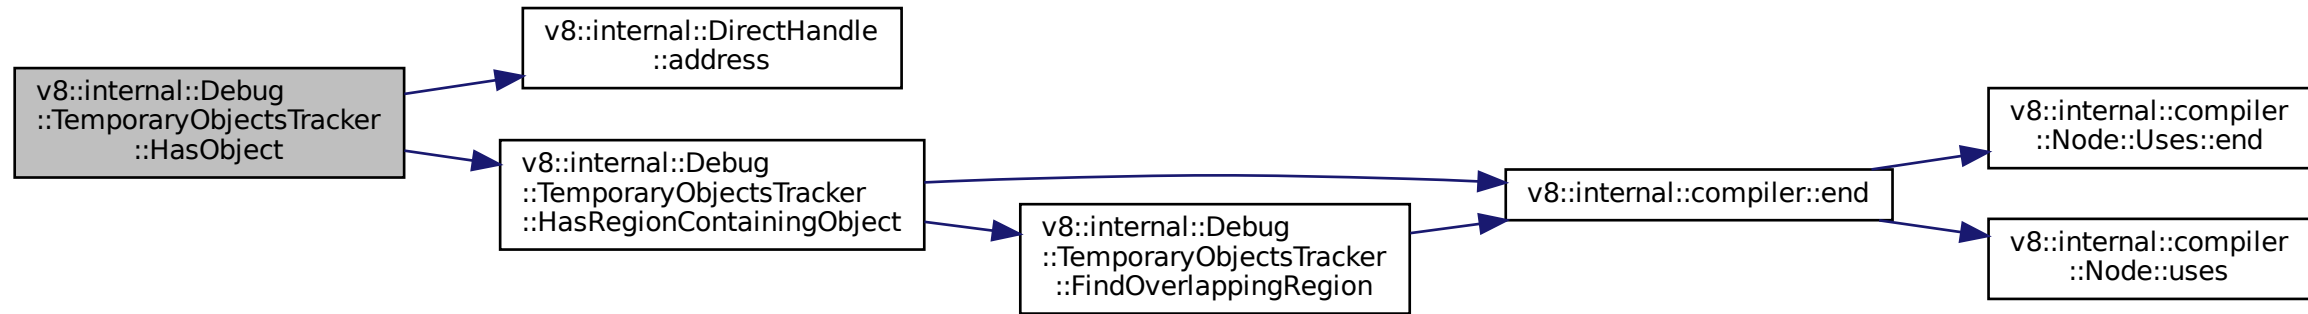 v8::internal::Debug
::TemporaryObjectsTracker
::HasObject
v8::internal::DirectHandle
::address
v8::internal::Debug
::TemporaryObjectsTracker
::HasRegionContainingObject
v8::internal::Debug
::TemporaryObjectsTracker
::FindOverlappingRegion
v8::internal::compiler::end
v8::internal::compiler
::Node::Uses::end
v8::internal::compiler
::Node::uses